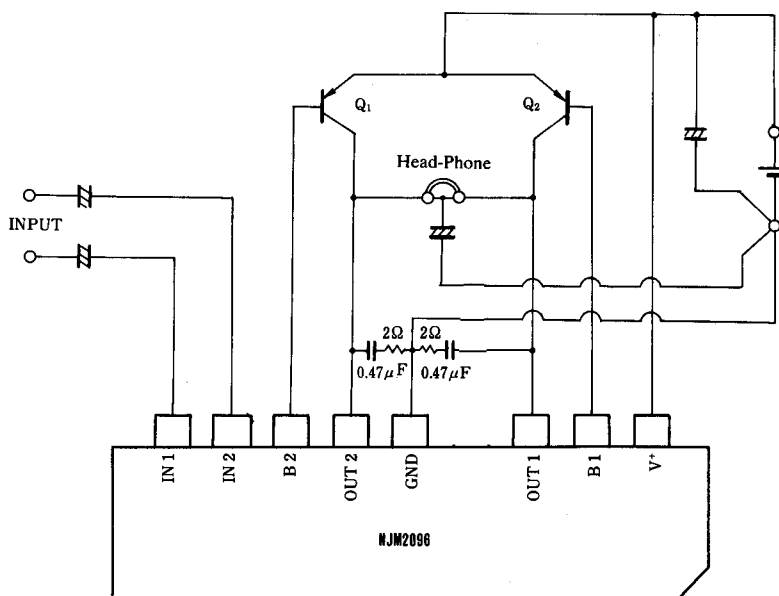 Q₁
Q₂
Head-Phone
INPUT
2Ω
2Ω
0.47μF
0.47μF
IN 1
IN 2
B 2
OUT 2
GND
OUT 1
B 1
V⁺
NJM2096